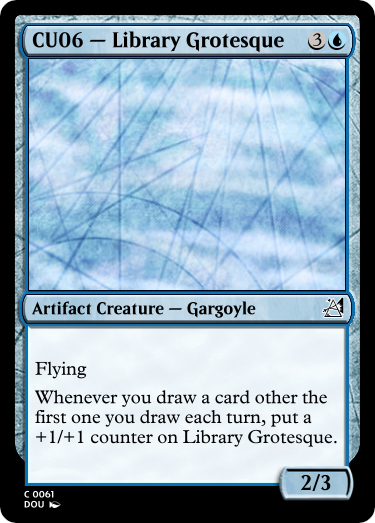 CU06 — Library Grotesque 3
Artifact Creature — Gargoyle
Flying
Whenever you draw a card other the
first one you draw each turn, put a
+1/+1 counter on Library Grotesque.
2/3
C 0061
DOU